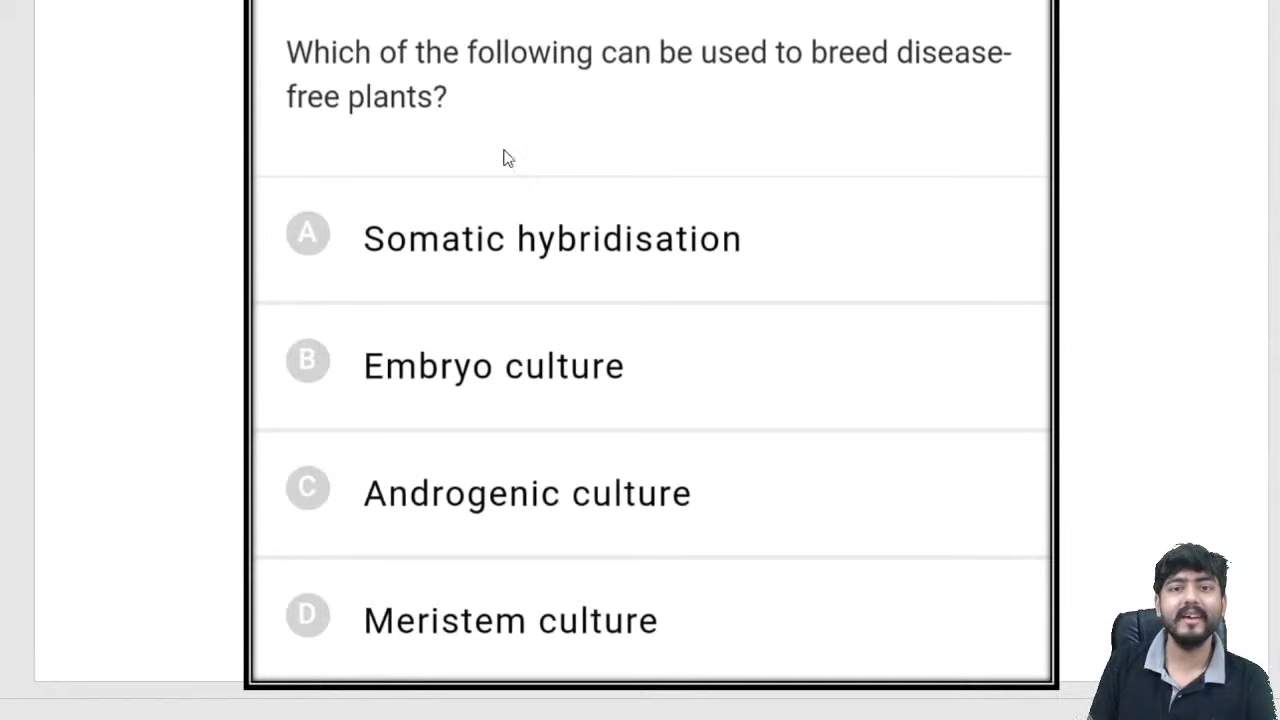 Which of the following can be used to breed disease-
free plants?
A Somatic hybridisation
B Embryo culture
C Androgenic culture
D Meristem culture